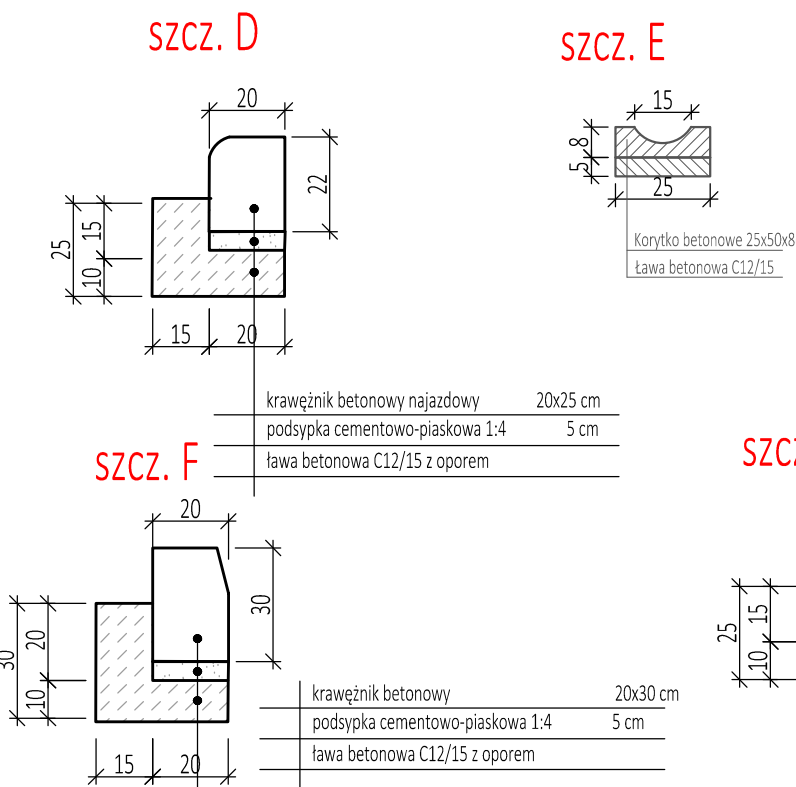 szcz. D
20
22
25
15
10
15
20
krawężnik betonowy najazdowy 20x25 cm
podsypka cementowo-piaskowa 1:4 5 cm
ława betonowa C12/15 z oporem
szcz. E
15
8
5
25
Korytko betonowe 25x50x8
Ława betonowa C12/15
szcz. F
20
30
30
20
10
15
20
krawężnik betonowy 20x30 cm
podsypka cementowo-piaskowa 1:4 5 cm
ława betonowa C12/15 z oporem
szcz
25
15
10